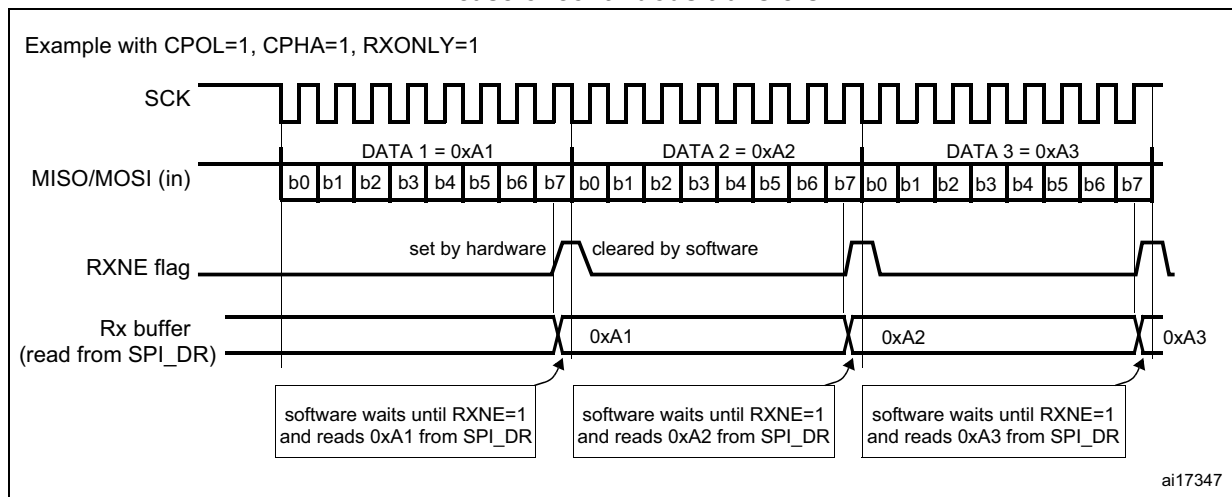 Example with CPOL=1, CPHA=1, RXONLY=1
SCK
DATA 1 = 0xA1 DATA 2 = 0xA2 DATA 3 = 0xA3
MISO/MOSI (in) b0 b1 b2 b3 b4 b5 b6 b7 b0 b1 b2 b3 b4 b5 b6 b7 b0 b1 b2 b3 b4 b5 b6 b7
set by hardware cleared by software
RXNE flag
Rx buffer
(read from SPI_DR)
0xA1 0xA2 0xA3
software waits until RXNE=1
and reads 0xA1 from SPI_DR
software waits until RXNE=1
and reads 0xA2 from SPI_DR
software waits until RXNE=1
and reads 0xA3 from SPI_DR
ai17347